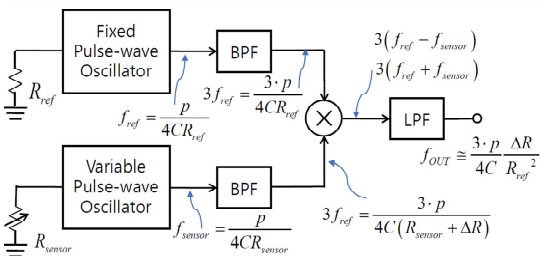 Fixed
Pulse-wave
Oscillator
BPF
R_ref
f_ref = p / 4CR_ref
3f_ref = 3·p / 4CR_ref
3(f_ref − f_sensor)
3(f_ref + f_sensor)
×
LPF
f_OUT ≅ 3·p / 4C ΔR / R_ref²
Variable
Pulse-wave
Oscillator
BPF
R_sensor
f_sensor = p / 4CR_sensor
3f_ref = 3·p / 4C(R_sensor + ΔR)